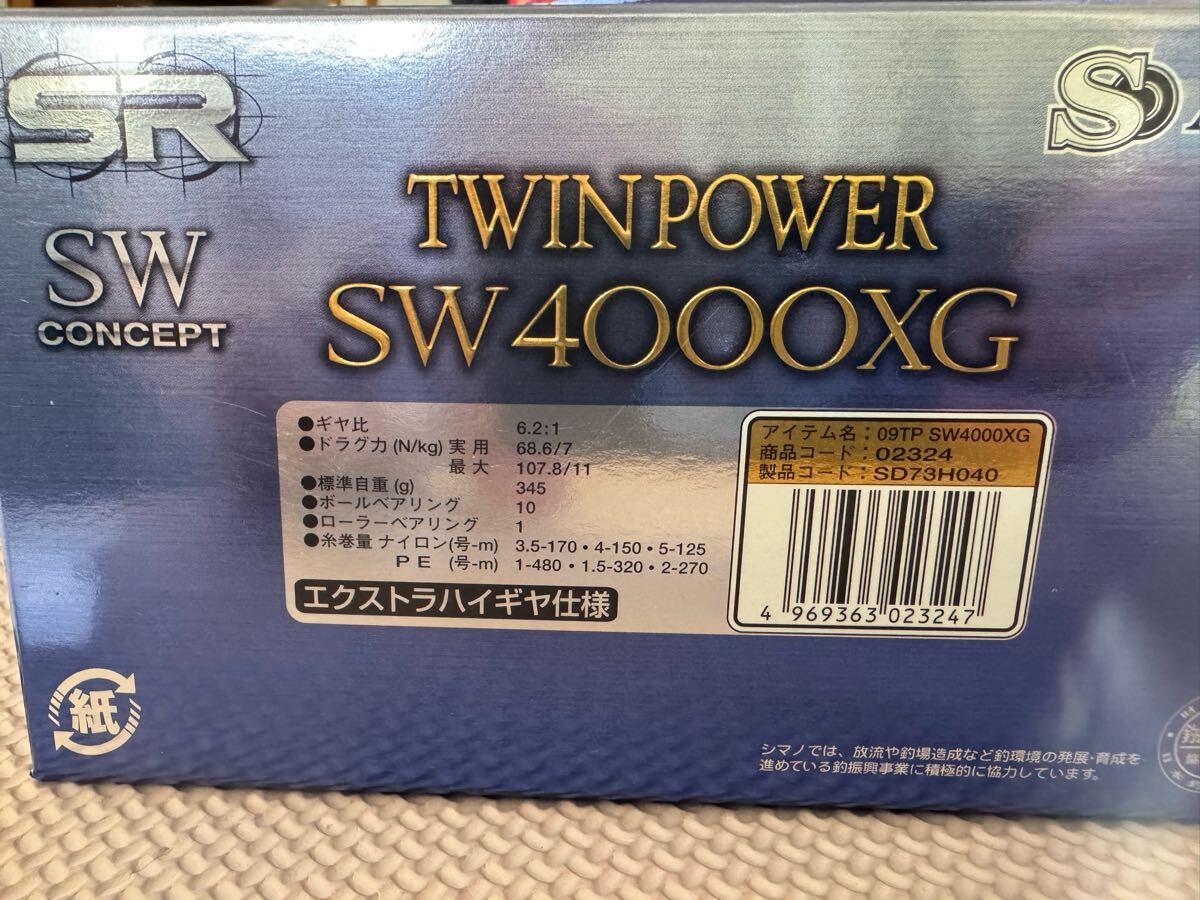 SR
S
SW
CONCEPT
TWINPOWER
SW4000XG
●ギヤ比 6.2:1
●ドラグ力(N/kg) 実用 68.6/7
最大 107.8/11
●標準自重(g) 345
●ボールベアリング 10
●ローラーベアリング 1
●糸巻量 ナイロン(号-m) 3.5-170・4-150・5-125
PE (号-m) 1-480・1.5-320・2-270
エクストラハイギヤ仕様
アイテム名：09TP SW4000XG
商品コード：02324
製品コード：SD73H040
4 969363 023247
紙
シマノでは、放流や釣場造成など釣環境の発展・育成を
進めている釣振興事業に積極的に協力しています。